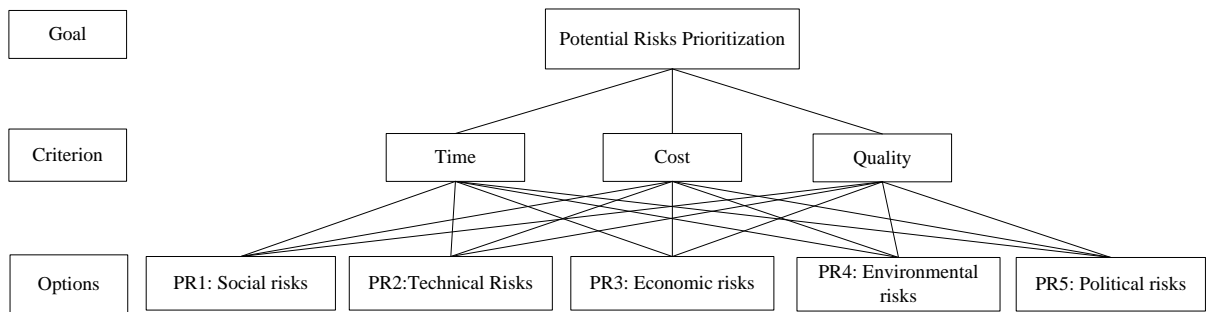 Goal
Potential Risks Prioritization
Criterion
Time
Cost
Quality
Options
PR1: Social risks
PR2:Technical Risks
PR3: Economic risks
PR4: Environmental
risks
PR5: Political risks